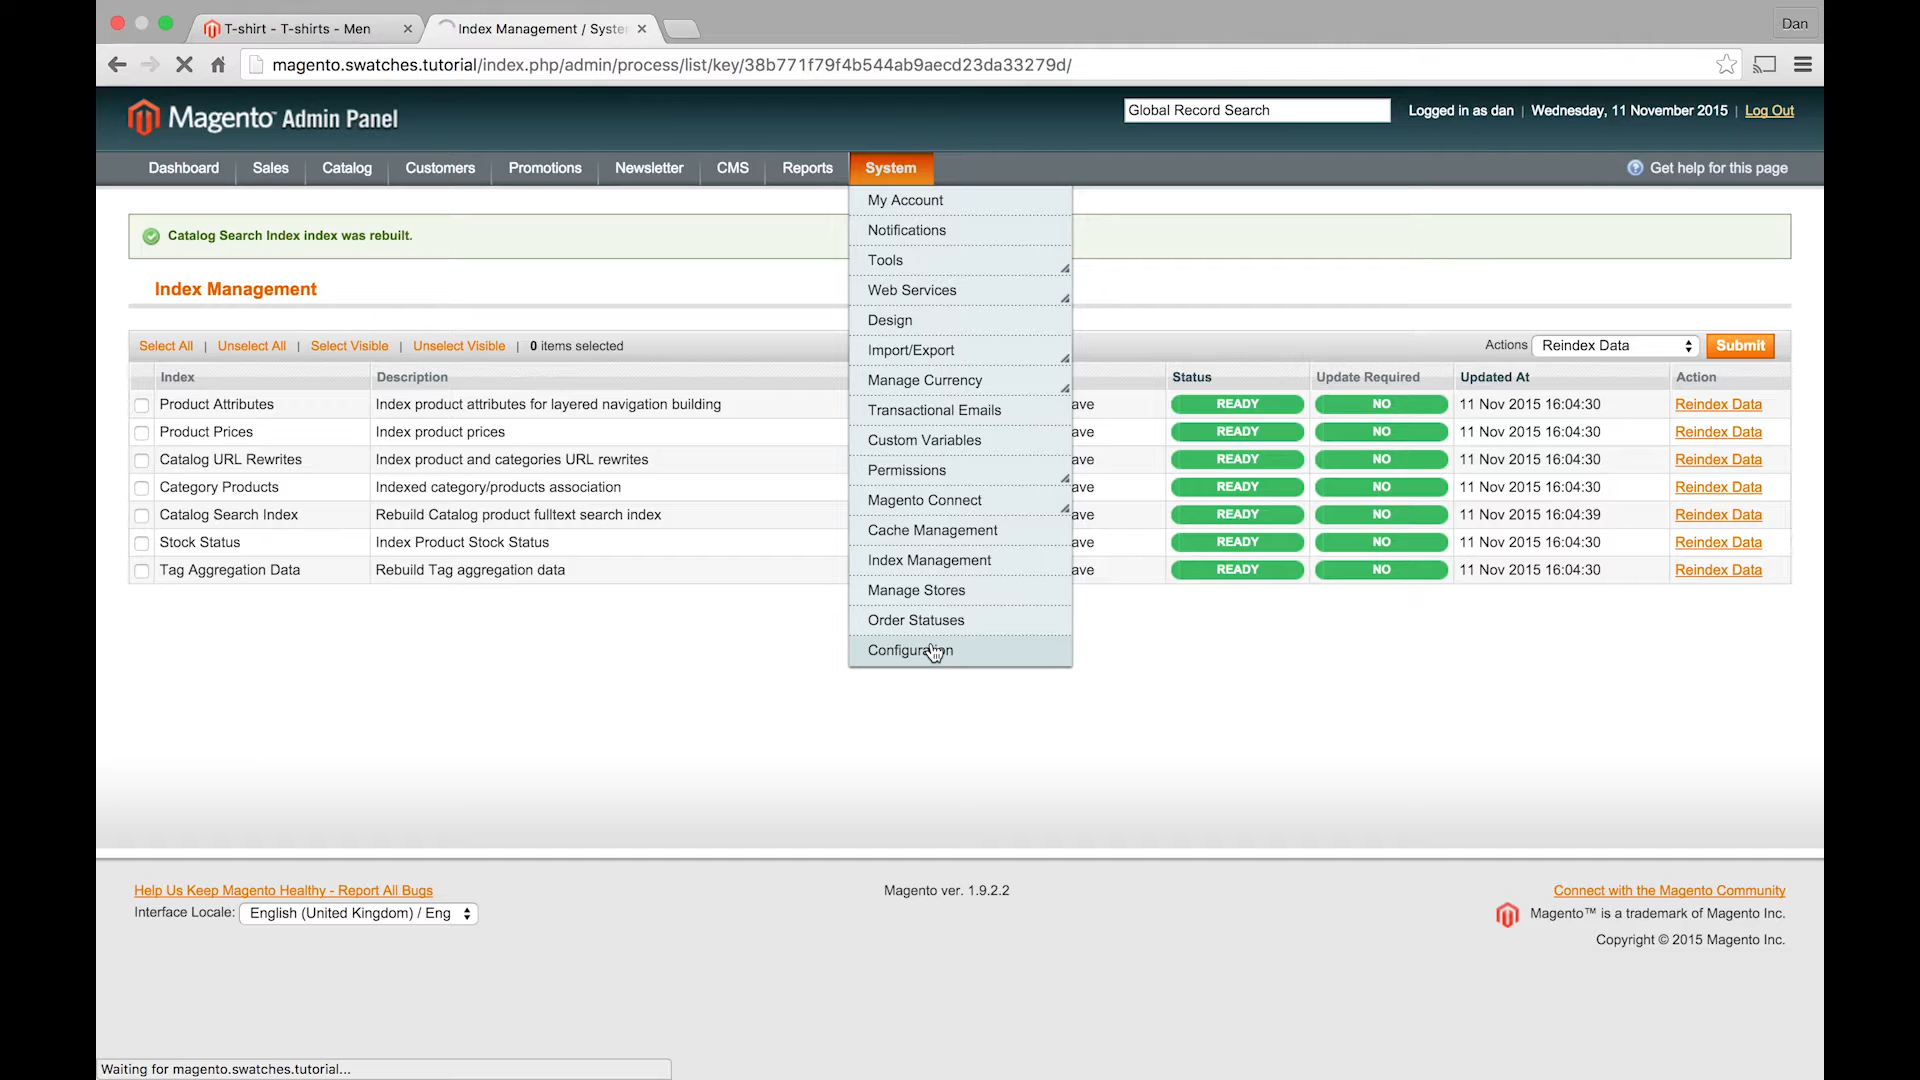 T-shirt - T-shirts - Men
Index Management / Syste
Dan
magento.swatches.tutorial/index.php/admin/process/list/key/38b771f79f4b544ab9aecd23da33279d/
Magento™ Admin Panel
Global Record Search
Logged in as dan | Wednesday, 11 November 2015 | Log Out
Dashboard Sales Catalog Customers Promotions Newsletter CMS Reports System
Get help for this page
My Account
Notifications
Tools
Web Services
Design
Import/Export
Manage Currency
Transactional Emails
Custom Variables
Permissions
Magento Connect
Cache Management
Index Management
Manage Stores
Order Statuses
Configuration
Catalog Search Index index was rebuilt.
Index Management
Select All | Unselect All | Select Visible | Unselect Visible | 0 items selected
Actions Reindex Data Submit
Index Description Status Update Required Updated At Action
Product Attributes Index product attributes for layered navigation building ave READY NO 11 Nov 2015 16:04:30 Reindex Data
Product Prices Index product prices ave READY NO 11 Nov 2015 16:04:30 Reindex Data
Catalog URL Rewrites Index product and categories URL rewrites ave READY NO 11 Nov 2015 16:04:30 Reindex Data
Category Products Indexed category/products association ave READY NO 11 Nov 2015 16:04:30 Reindex Data
Catalog Search Index Rebuild Catalog product fulltext search index ave READY NO 11 Nov 2015 16:04:39 Reindex Data
Stock Status Index Product Stock Status ave READY NO 11 Nov 2015 16:04:30 Reindex Data
Tag Aggregation Data Rebuild Tag aggregation data ave READY NO 11 Nov 2015 16:04:30 Reindex Data
Help Us Keep Magento Healthy - Report All Bugs
Interface Locale: English (United Kingdom) / Eng
Magento ver. 1.9.2.2
Connect with the Magento Community
Magento™ is a trademark of Magento Inc.
Copyright © 2015 Magento Inc.
Waiting for magento.swatches.tutorial...